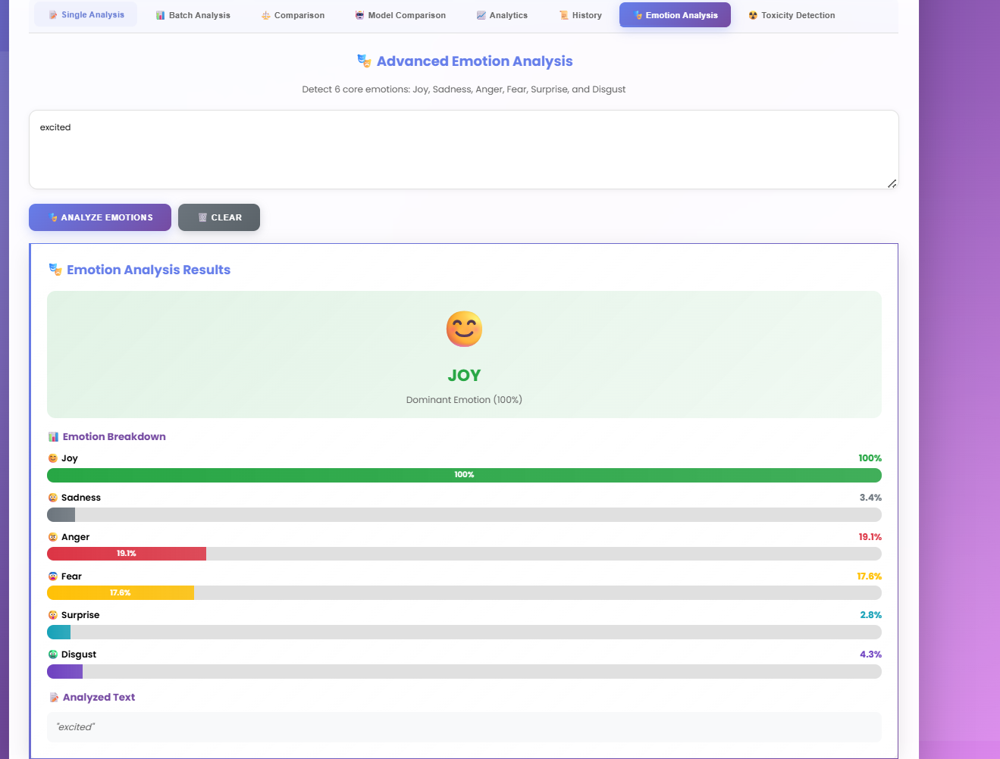 Single Analysis
Batch Analysis
Comparison
Model Comparison
Analytics
History
Emotion Analysis
Toxicity Detection
Advanced Emotion Analysis
Detect 6 core emotions: Joy, Sadness, Anger, Fear, Surprise, and Disgust
excited
ANALYZE EMOTIONS
CLEAR
Emotion Analysis Results
JOY
Dominant Emotion (100%)
Emotion Breakdown
Joy 100%
100%
Sadness 3.4%
Anger 19.1%
19.1%
Fear 17.6%
17.6%
Surprise 2.8%
Disgust 4.3%
Analyzed Text
"excited"